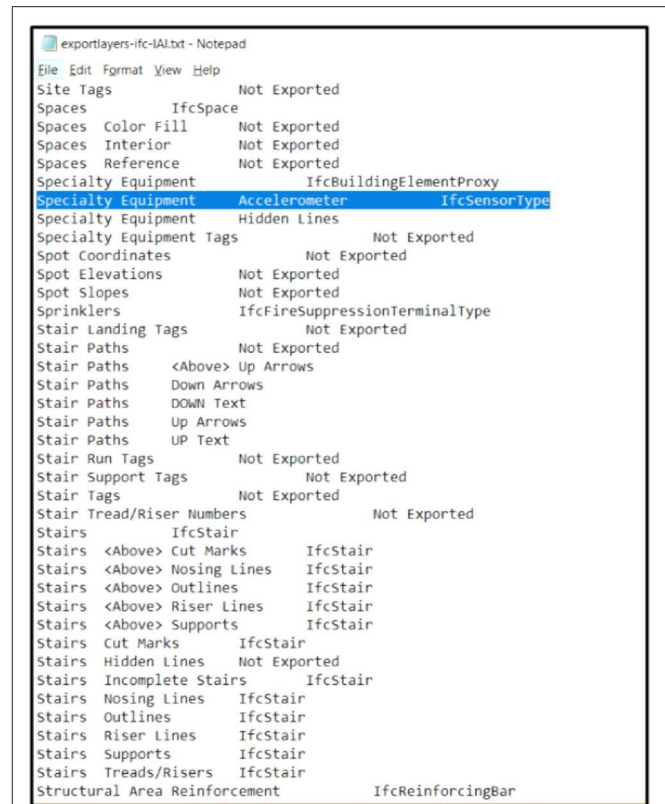 exportlayers-ifc-IAI.txt - Notepad
File Edit Format View Help
Site Tags Not Exported
Spaces IfcSpace
Spaces Color Fill Not Exported
Spaces Interior Not Exported
Spaces Reference Not Exported
Specialty Equipment IfcBuildingElementProxy
Specialty Equipment Accelerometer IfcSensorType
Specialty Equipment Hidden Lines
Specialty Equipment Tags Not Exported
Spot Coordinates Not Exported
Spot Elevations Not Exported
Spot Slopes Not Exported
Sprinklers IfcFireSuppressionTerminalType
Stair Landing Tags Not Exported
Stair Paths Not Exported
Stair Paths <Above> Up Arrows
Stair Paths Down Arrows
Stair Paths DOWN Text
Stair Paths Up Arrows
Stair Paths UP Text
Stair Run Tags Not Exported
Stair Support Tags Not Exported
Stair Tags Not Exported
Stair Tread/Riser Numbers Not Exported
Stairs IfcStair
Stairs <Above> Cut Marks IfcStair
Stairs <Above> Nosing Lines IfcStair
Stairs <Above> Outlines IfcStair
Stairs <Above> Riser Lines IfcStair
Stairs <Above> Supports IfcStair
Stairs Cut Marks IfcStair
Stairs Hidden Lines Not Exported
Stairs Incomplete Stairs IfcStair
Stairs Nosing Lines IfcStair
Stairs Outlines IfcStair
Stairs Riser Lines IfcStair
Stairs Supports IfcStair
Stairs Treads/Risers IfcStair
Structural Area Reinforcement IfcReinforcingBar